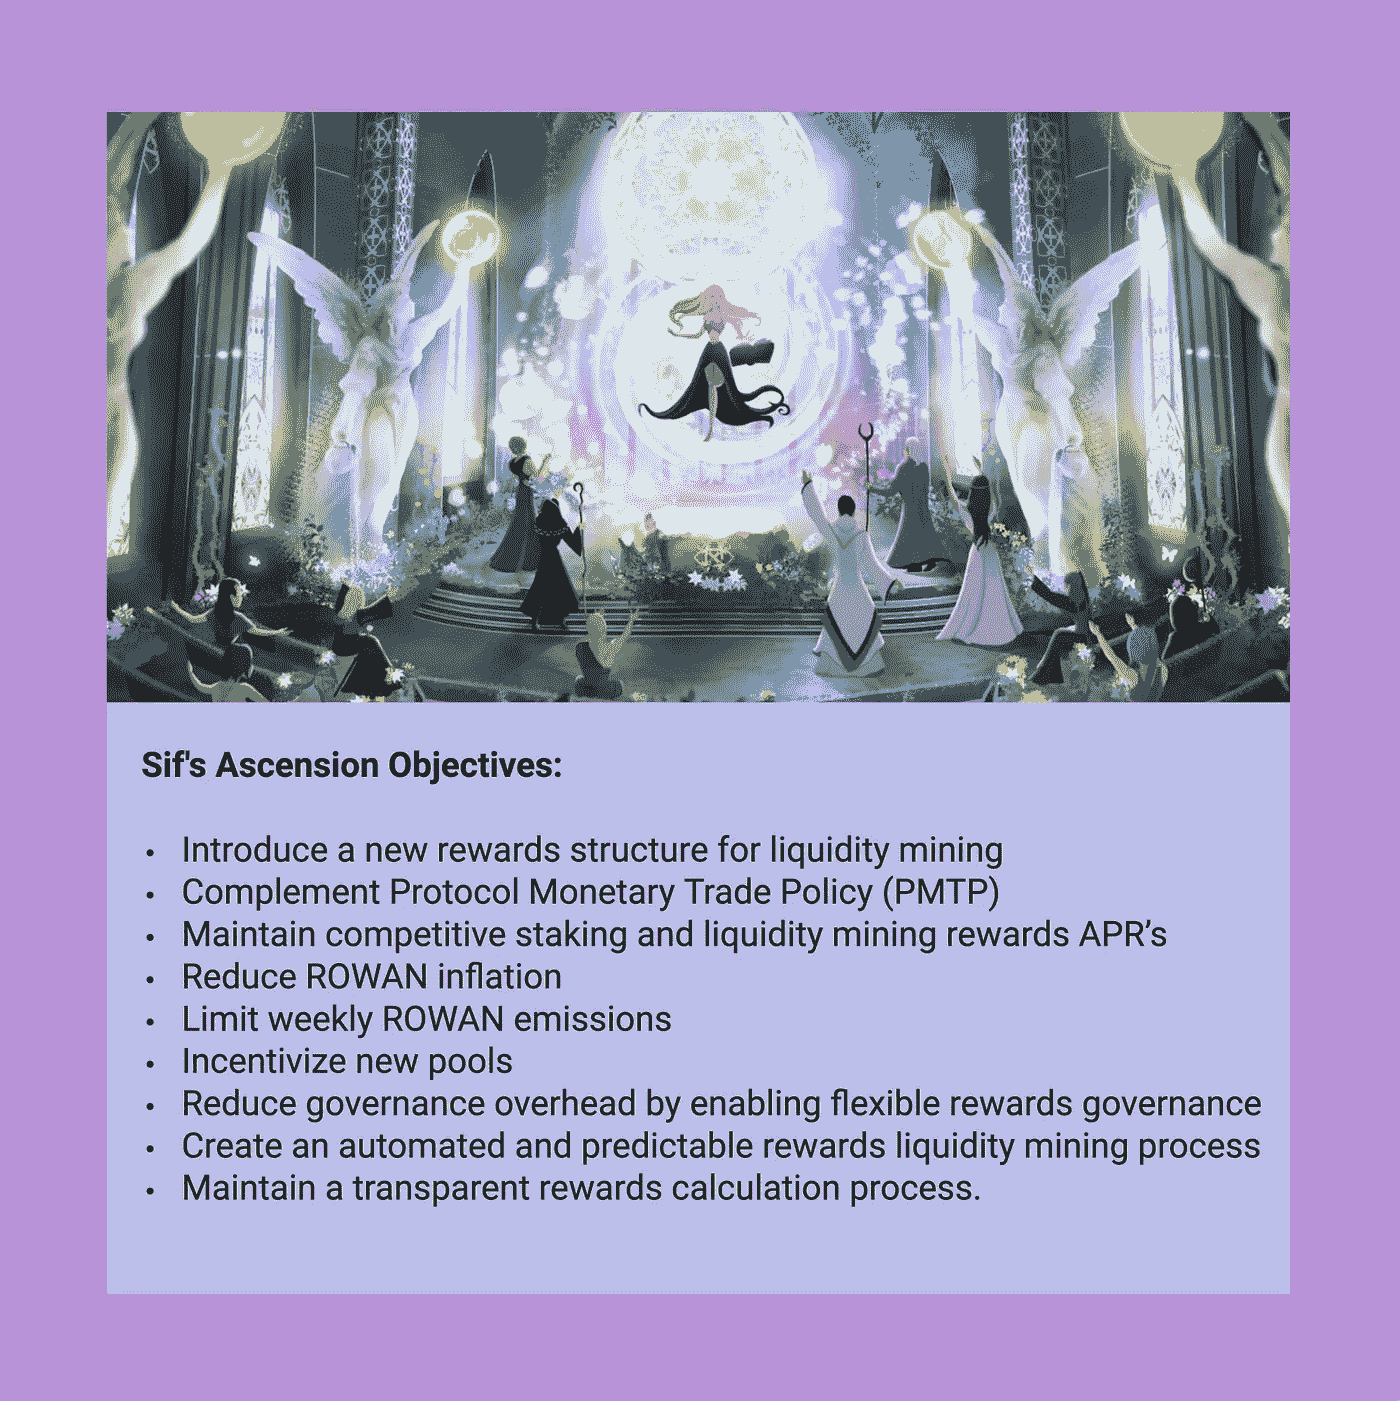 Sif's Ascension Objectives:
• Introduce a new rewards structure for liquidity mining
• Complement Protocol Monetary Trade Policy (PMTP)
• Maintain competitive staking and liquidity mining rewards APR’s
• Reduce ROWAN inflation
• Limit weekly ROWAN emissions
• Incentivize new pools
• Reduce governance overhead by enabling flexible rewards governance
• Create an automated and predictable rewards liquidity mining process
• Maintain a transparent rewards calculation process.